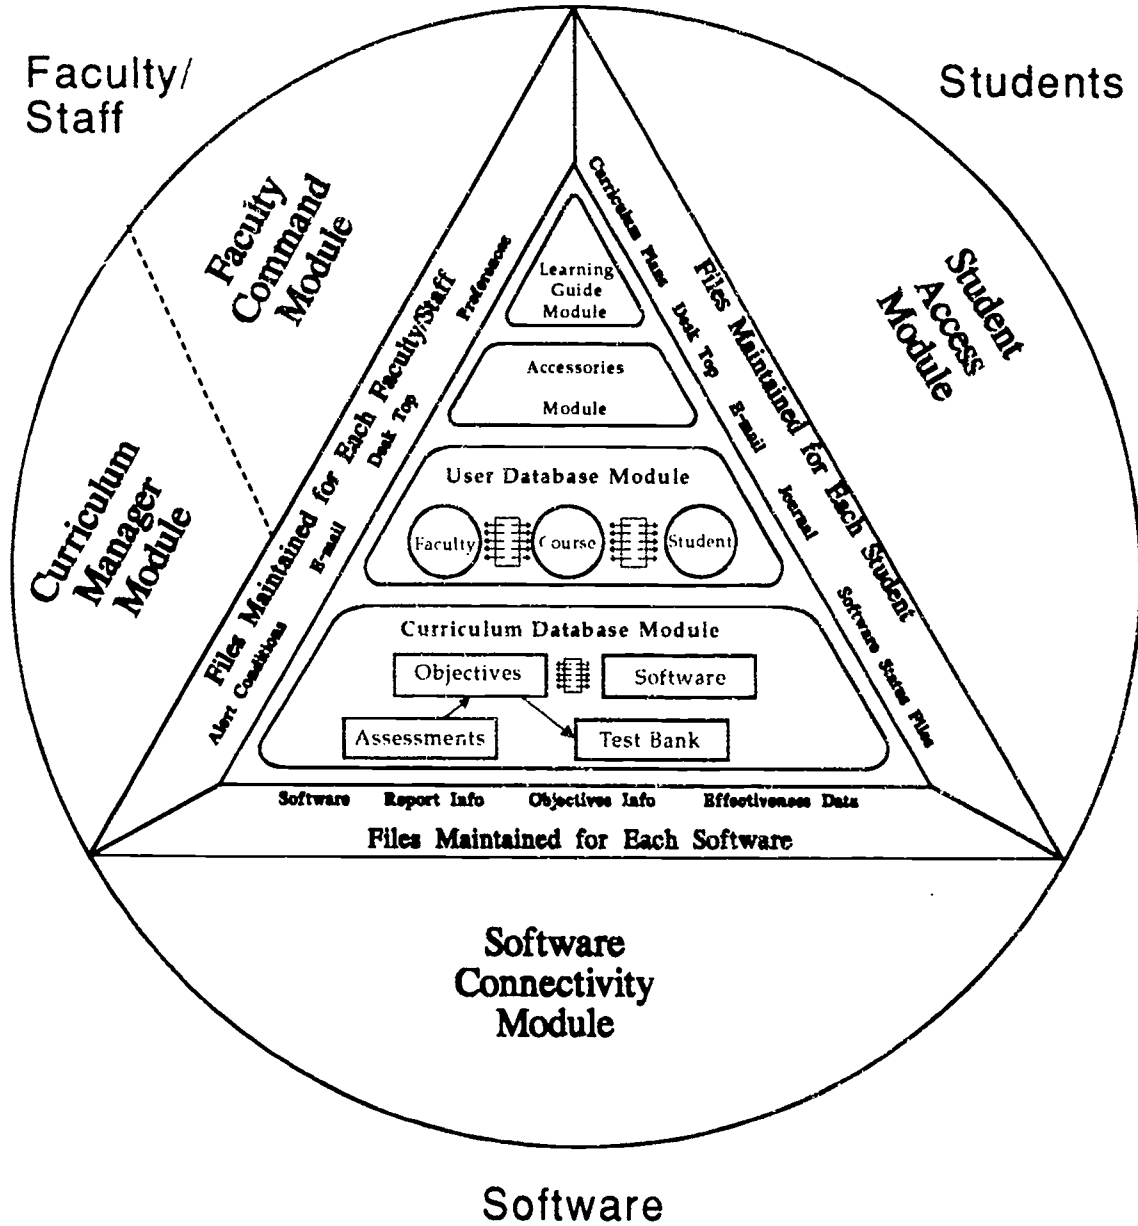 Faculty/
Staff
Students
Faculty
Command
Module
Curriculum
Manager
Module
Student
Access
Module
Files Maintained for Each Faculty/Staff
Alert Conditions E-mail Desk Top Preferences
Curriculum Plans Desk Top E-mail Journal Software Status Files
Files Maintained for Each Student
Learning
Guide
Module
Accessories
Module
User Database Module
Faculty Course Student
Curriculum Database Module
Objectives Software
Assessments Test Bank
Software Report Info Objectives Info Effectiveness Data
Files Maintained for Each Software
Software
Connectivity
Module
Software